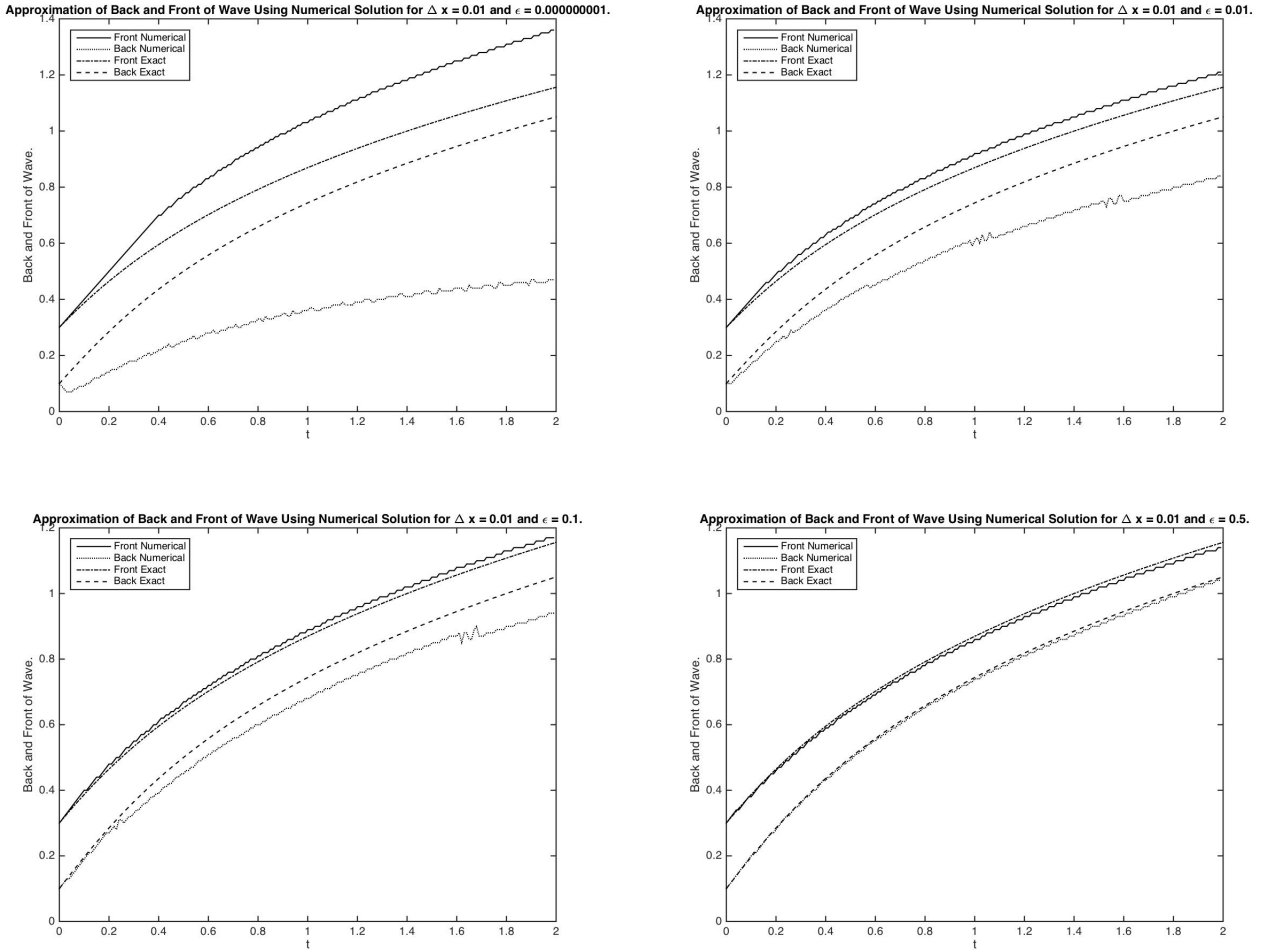 Approximation of Back and Front of Wave Using Numerical Solution for Δ x = 0.01 and ϵ = 0.000000001.
1.4
1.2
1
0.8
0.6
0.4
0.2
0
Back and Front of Wave.
Front Numerical
Back Numerical
Front Exact
Back Exact
0 0.2 0.4 0.6 0.8 1 1.2 1.4 1.6 1.8 2
t
Approximation of Back and Front of Wave Using Numerical Solution for Δ x = 0.01 and ϵ = 0.01.
1.4
1.2
1
0.8
0.6
0.4
0.2
0
Back and Front of Wave.
Front Numerical
Back Numerical
Front Exact
Back Exact
0 0.2 0.4 0.6 0.8 1 1.2 1.4 1.6 1.8 2
t
Approximation of Back and Front of Wave Using Numerical Solution for Δ x = 0.01 and ϵ = 0.1.
1.2
1
0.8
0.6
0.4
0.2
0
Back and Front of Wave.
Front Numerical
Back Numerical
Front Exact
Back Exact
0 0.2 0.4 0.6 0.8 1 1.2 1.4 1.6 1.8 2
t
Approximation of Back and Front of Wave Using Numerical Solution for Δ x = 0.01 and ϵ = 0.5.
1.2
1
0.8
0.6
0.4
0.2
0
Back and Front of Wave.
Front Numerical
Back Numerical
Front Exact
Back Exact
0 0.2 0.4 0.6 0.8 1 1.2 1.4 1.6 1.8 2
t